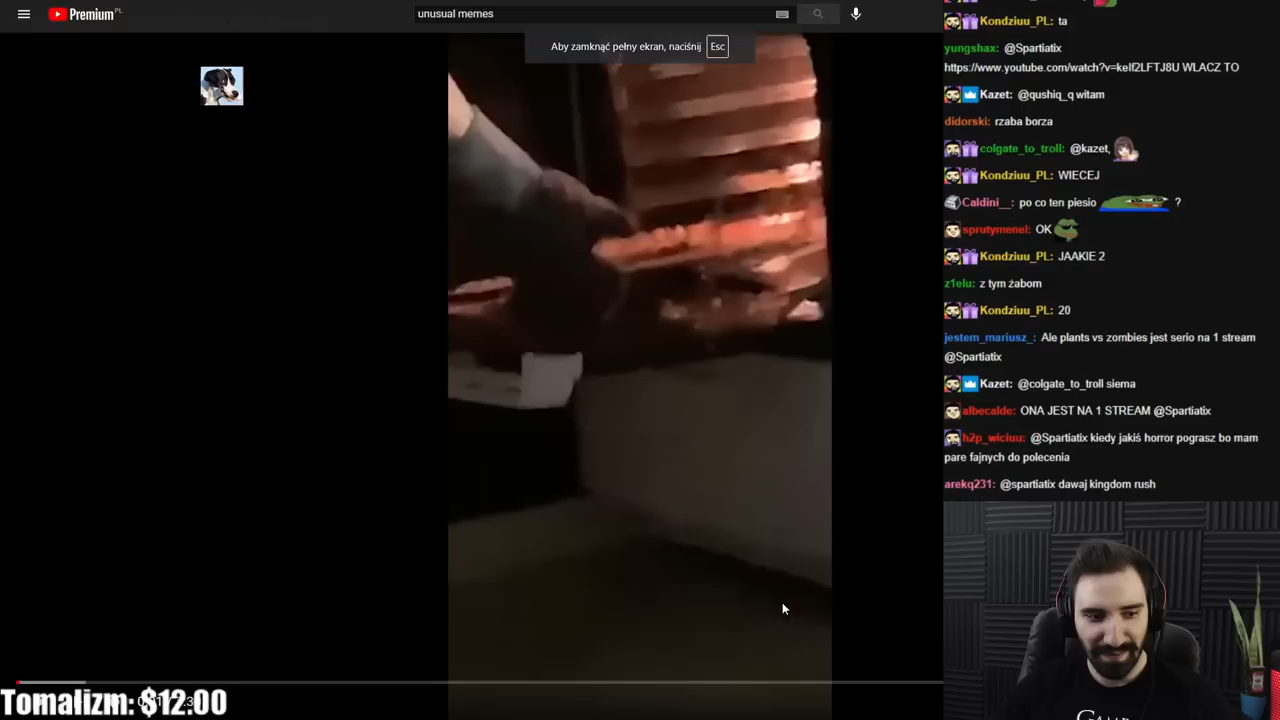 Premium PL
unusual memes
Aby zamknąć pełny ekran, naciśnij Esc
Kondziuu_PL: ta
yungshax: @Spartiatix
https://www.youtube.com/watch?v=kelf2LFTJ8U WLACZ TO
Kazet: @qushiq_q witam
didorski: rzaba borza
colgate_to_troll: @kazet,
Kondziuu_PL: WIECEJ
Caldini__: po co ten piesio ?
sprutymenel: OK
Kondziuu_PL: JAAKIE 2
z1elu: z tym żabom
Kondziuu_PL: 20
jestem_mariusz_: Ale plants vs zombies jest serio na 1 stream
@Spartiatix
Kazet: @colgate_to_troll siema
albecalde: ONA JEST NA 1 STREAM @Spartiatix
h2p_wiciuu: @Spartiatix kiedy jakiś horror pograsz bo mam
pare fajnych do polecenia
arekq231: @spartiatix dawaj kingdom rush
Tomalizm: $12.00